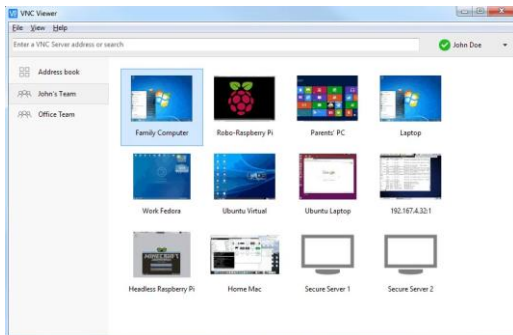 VNC Viewer
File View Help
Enter a VNC Server address or search
John Doe
Address book
John's Team
Office Team
Family Computer
Robo-Raspberry Pi
Parents' PC
Laptop
Work Fedora
Ubuntu Virtual
Ubuntu Laptop
192.167.4.32:1
Headless Raspberry Pi
Home Mac
Secure Server 1
Secure Server 2